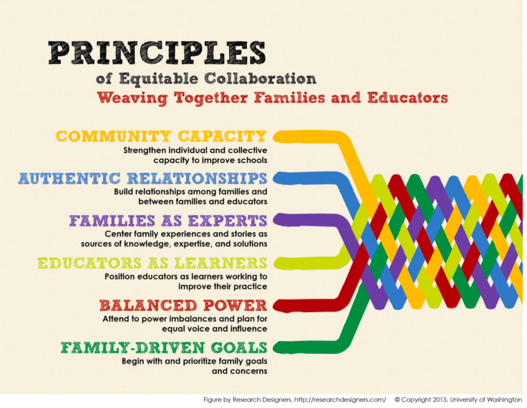 PRINCIPLES
of Equitable Collaboration
Weaving Together Families and Educators
COMMUNITY CAPACITY
Strengthen individual and collective
capacity to improve schools
AUTHENTIC RELATIONSHIPS
Build relationships among families and
between families and educators
FAMILIES AS EXPERTS
Center family experiences and stories as
sources of knowledge, expertise, and solutions
EDUCATORS AS LEARNERS
Position educators as learners working to
improve their practice
BALANCED POWER
Attend to power imbalances and plan for
equal voice and influence
FAMILY-DRIVEN GOALS
Begin with and prioritize family goals
and concerns
Figure by Research Designers, http://researchdesigners.com/ © Copyright 2015, University of Washington